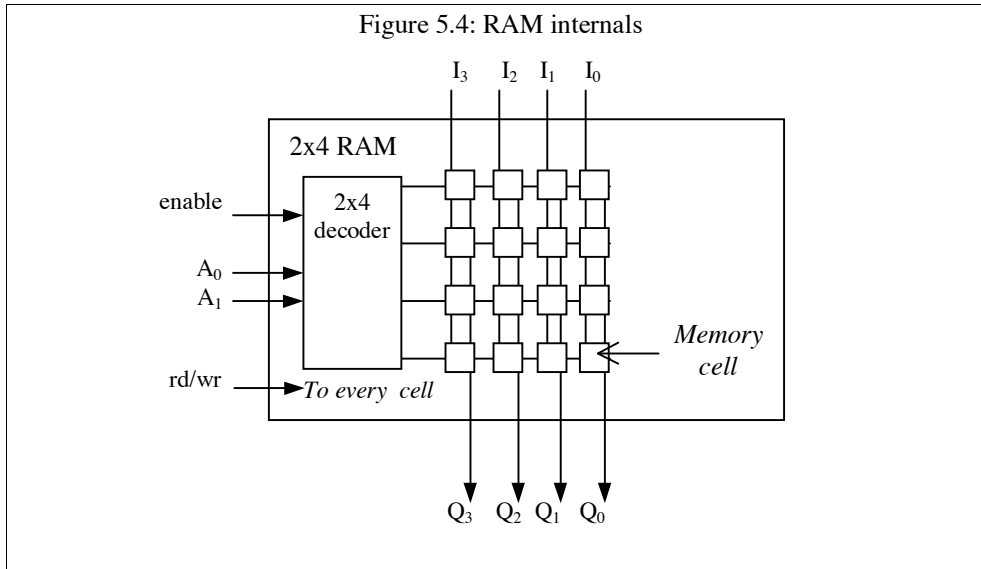 Figure 5.4: RAM internals
I₃ I₂ I₁ I₀
2x4 RAM
enable
2x4
decoder
A₀
A₁
Memory
cell
rd/wr
To every cell
Q₃ Q₂ Q₁ Q₀